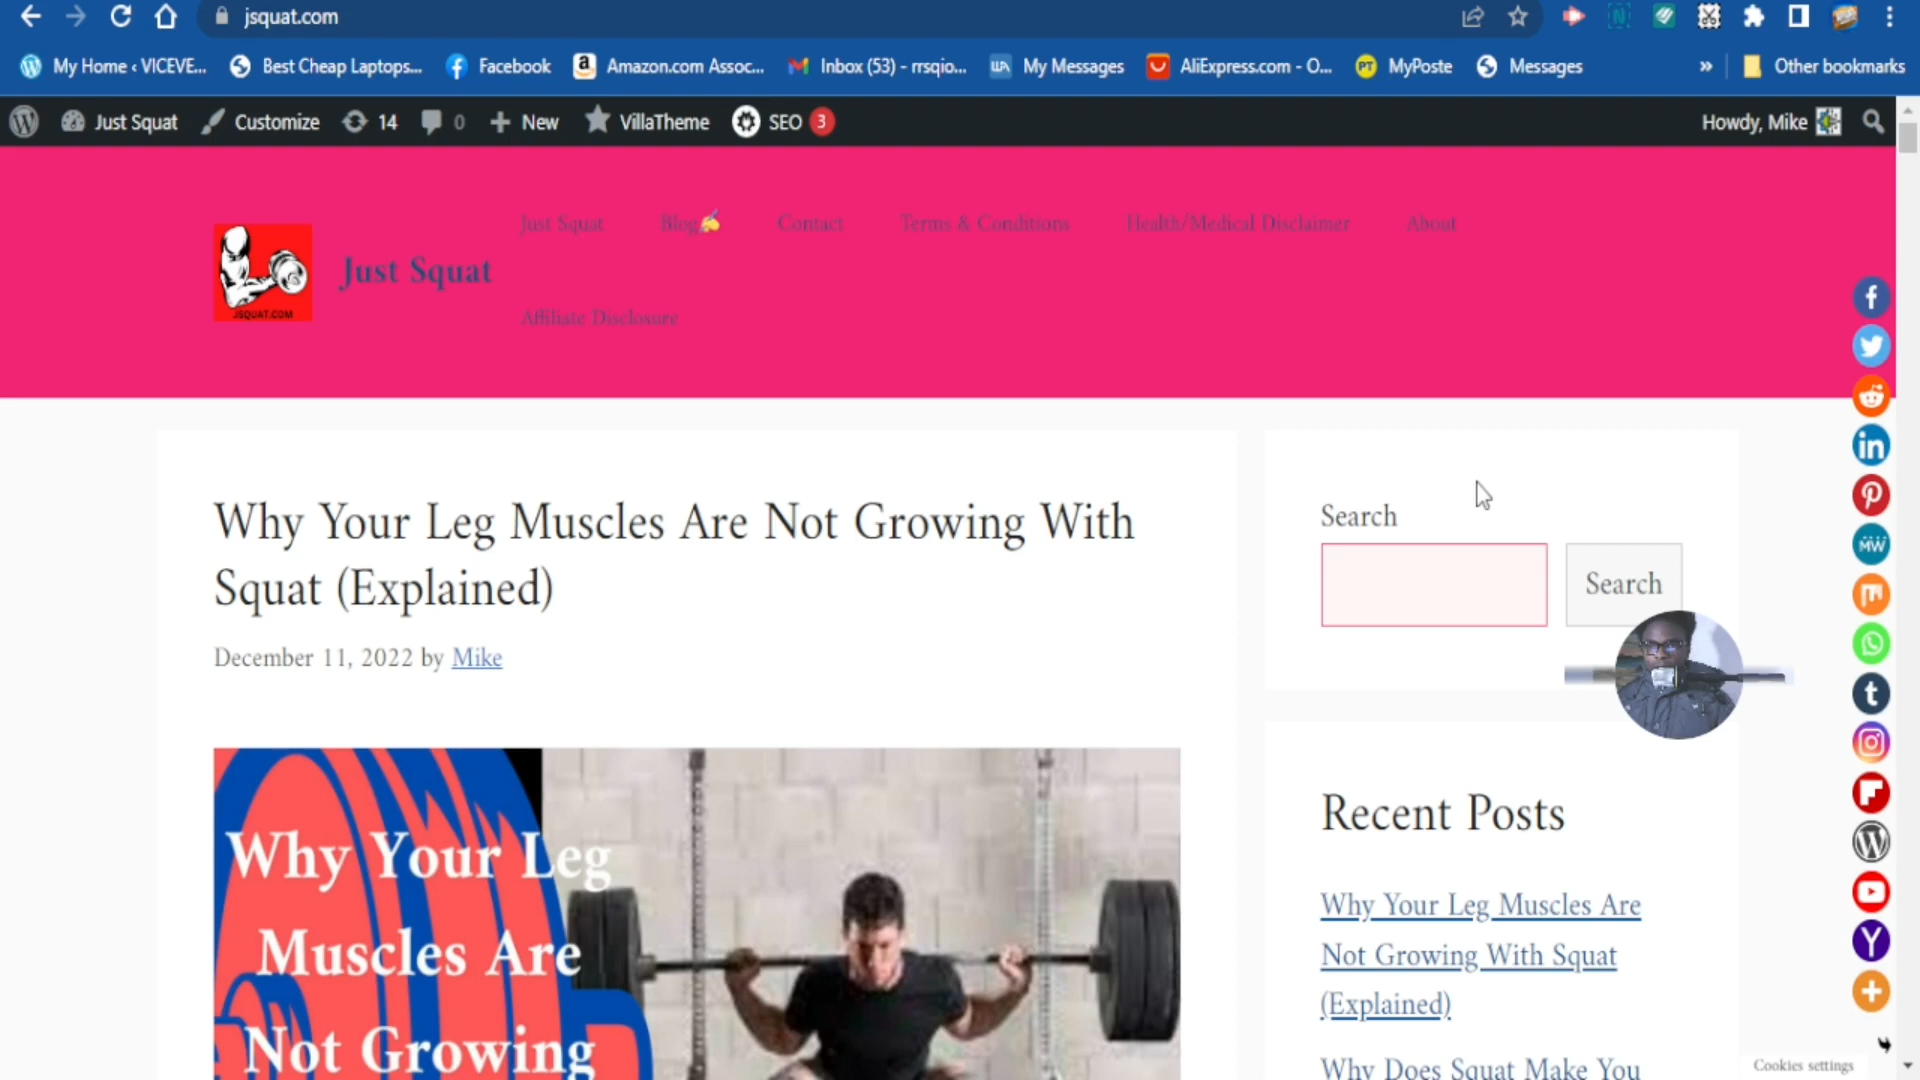 jsquat.com
My Home ‹ VICEVE...
Best Cheap Laptops...
Facebook
Amazon.com Assoc...
Inbox (53) - rrsqio...
My Messages
AliExpress.com - O...
MyPoste
Messages
»
Other bookmarks
Just Squat
Customize
14
0
New
VillaTheme
SEO 3
Howdy, Mike
JSQUAT.COM
Just Squat
Just Squat
Blog✍
Contact
Terms & Conditions
Health/Medical Disclaimer
About
Affiliate Disclosure
Why Your Leg Muscles Are Not Growing With
Squat (Explained)
December 11, 2022 by Mike
Why Your Leg
Muscles Are
Not Growing
Search
Search
Recent Posts
Why Your Leg Muscles Are
Not Growing With Squat
(Explained)
Why Does Squat Make You
MW
Cookies settings